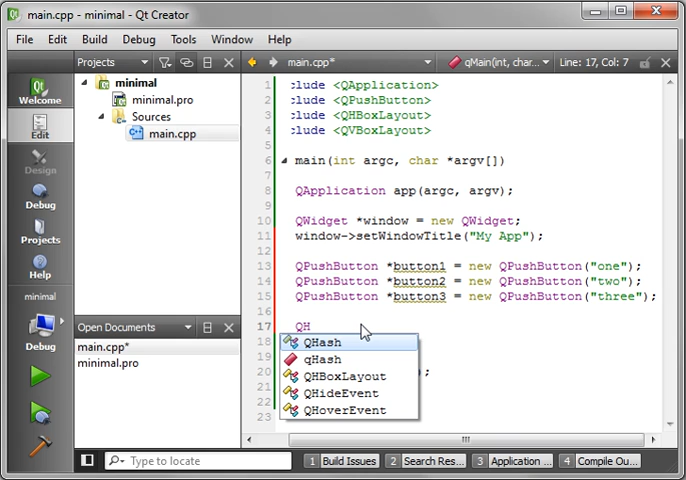 main.cpp - minimal - Qt Creator
File Edit Build Debug Tools Window Help
Projects main.cpp* qMain(int, char... Line: 17, Col: 7
Welcome
Edit
Design
Debug
Projects
Help
minimal
Debug
minimal
minimal.pro
Sources
main.cpp
Open Documents
main.cpp*
minimal.pro
1 :lude <QApplication>
2 :lude <QPushButton>
3 :lude <QHBoxLayout>
4 :lude <QVBoxLayout>
5
6 main(int argc, char *argv[])
7
8 QApplication app(argc, argv);
9
10 QWidget *window = new QWidget;
11 window->setWindowTitle("My App");
12
13 QPushButton *button1 = new QPushButton("one");
14 QPushButton *button2 = new QPushButton("two");
15 QPushButton *button3 = new QPushButton("three");
16
17 QH
18 QHash
19 qHash
20 QHBoxLayout );
21 QHideEvent
22 QHoverEvent
23
Type to locate 1 Build Issues 2 Search Res... 3 Application ... 4 Compile Ou...